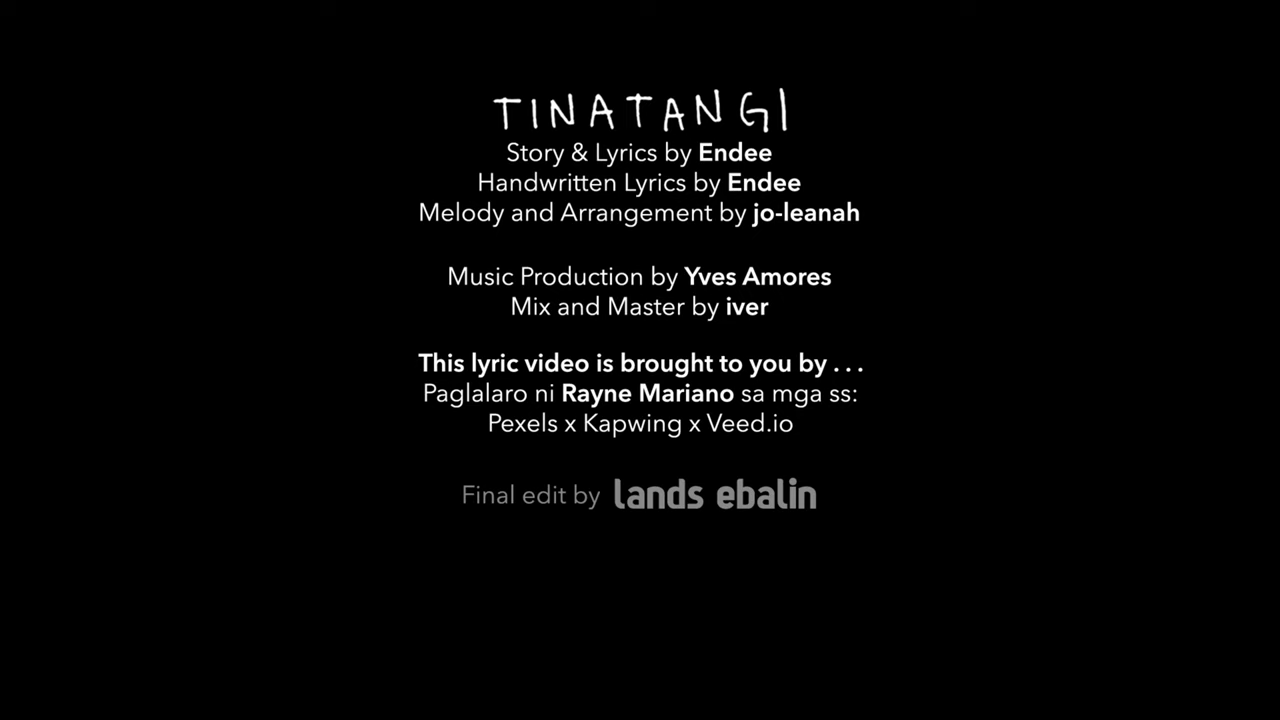 TINATANGI
Story & Lyrics by Endee
Handwritten Lyrics by Endee
Melody and Arrangement by jo-leanah
Music Production by Yves Amores
Mix and Master by iver
This lyric video is brought to you by . . .
Paglalaro ni Rayne Mariano sa mga ss:
Pexels x Kapwing x Veed.io
Final edit by lands ebalin